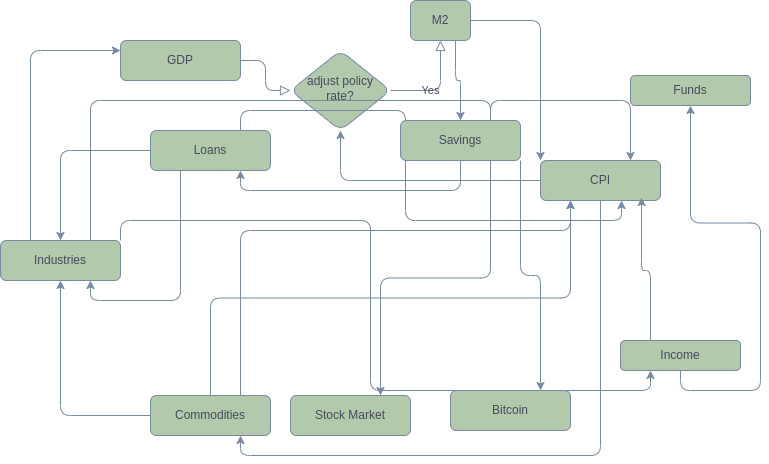 M2
GDP
adjust policy
rate?
Yes
Funds
Loans
Savings
CPI
Industries
Income
Commodities
Stock Market
Bitcoin